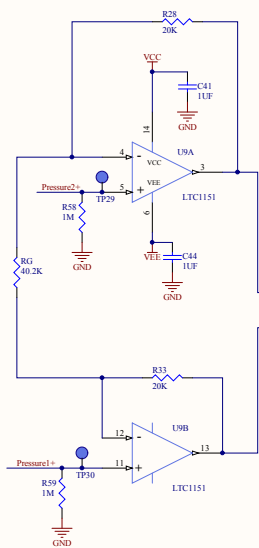 R28
20K
VCC
C41
1UF
GND
14
U9A
4
-
VCC
3
Pressure2+
VEE
5
+
TP29
LTC1151
R58
1M
6
GND
VEE
C44
1UF
GND
RG
40.2K
R33
20K
U9B
12
-
13
Pressure1+
11
+
TP30
LTC1151
R59
1M
GND